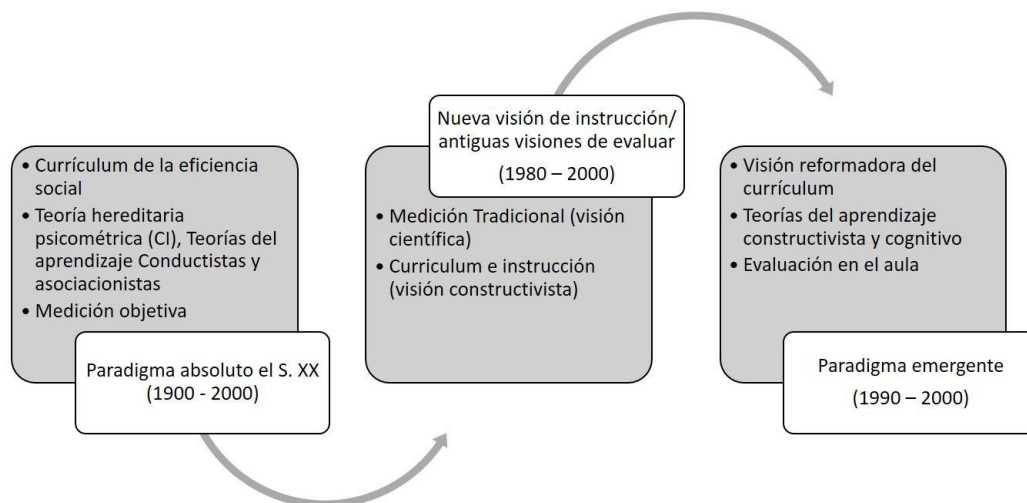 • Currículum de la eficiencia
social
• Teoría hereditaria
psicométrica (CI), Teorías del
aprendizaje Conductistas y
asociacionistas
• Medición objetiva
Paradigma absoluto el S. XX
(1900 - 2000)
Nueva visión de instrucción/
antiguas visiones de evaluar
(1980 – 2000)
• Medición Tradicional (visión
científica)
• Curriculum e instrucción
(visión constructivista)
• Visión reformadora del
currículum
• Teorías del aprendizaje
constructivista y cognitivo
• Evaluación en el aula
Paradigma emergente
(1990 – 2000)